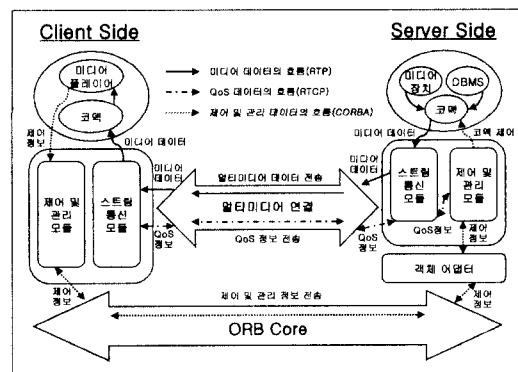 Client Side
Server Side
미디어
플레이어
코덱
미디어 데이터의 흐름(RTP)
QoS 데이터의 흐름(RTCP)
제어 및 관리 데이터의 흐름(CORBA)
미디어
장치
DBMS
코덱
제어
정보
미디어 데이터
미디어 데이터
코덱 제어
제어 및
관리
모듈
스트림
통신
모듈
미디어
데이터
멀티미디어 데이터 전송
멀티미디어 연결
QoS
정보
QoS 정보 전송
미디어
데이터
QoS
정보
스트림
통신
모듈
제어 및
관리
모듈
QoS정보
제어
정보
객체 어댑터
제어
정보
제어 및 관리 정보 전송
제어
정보
ORB Core